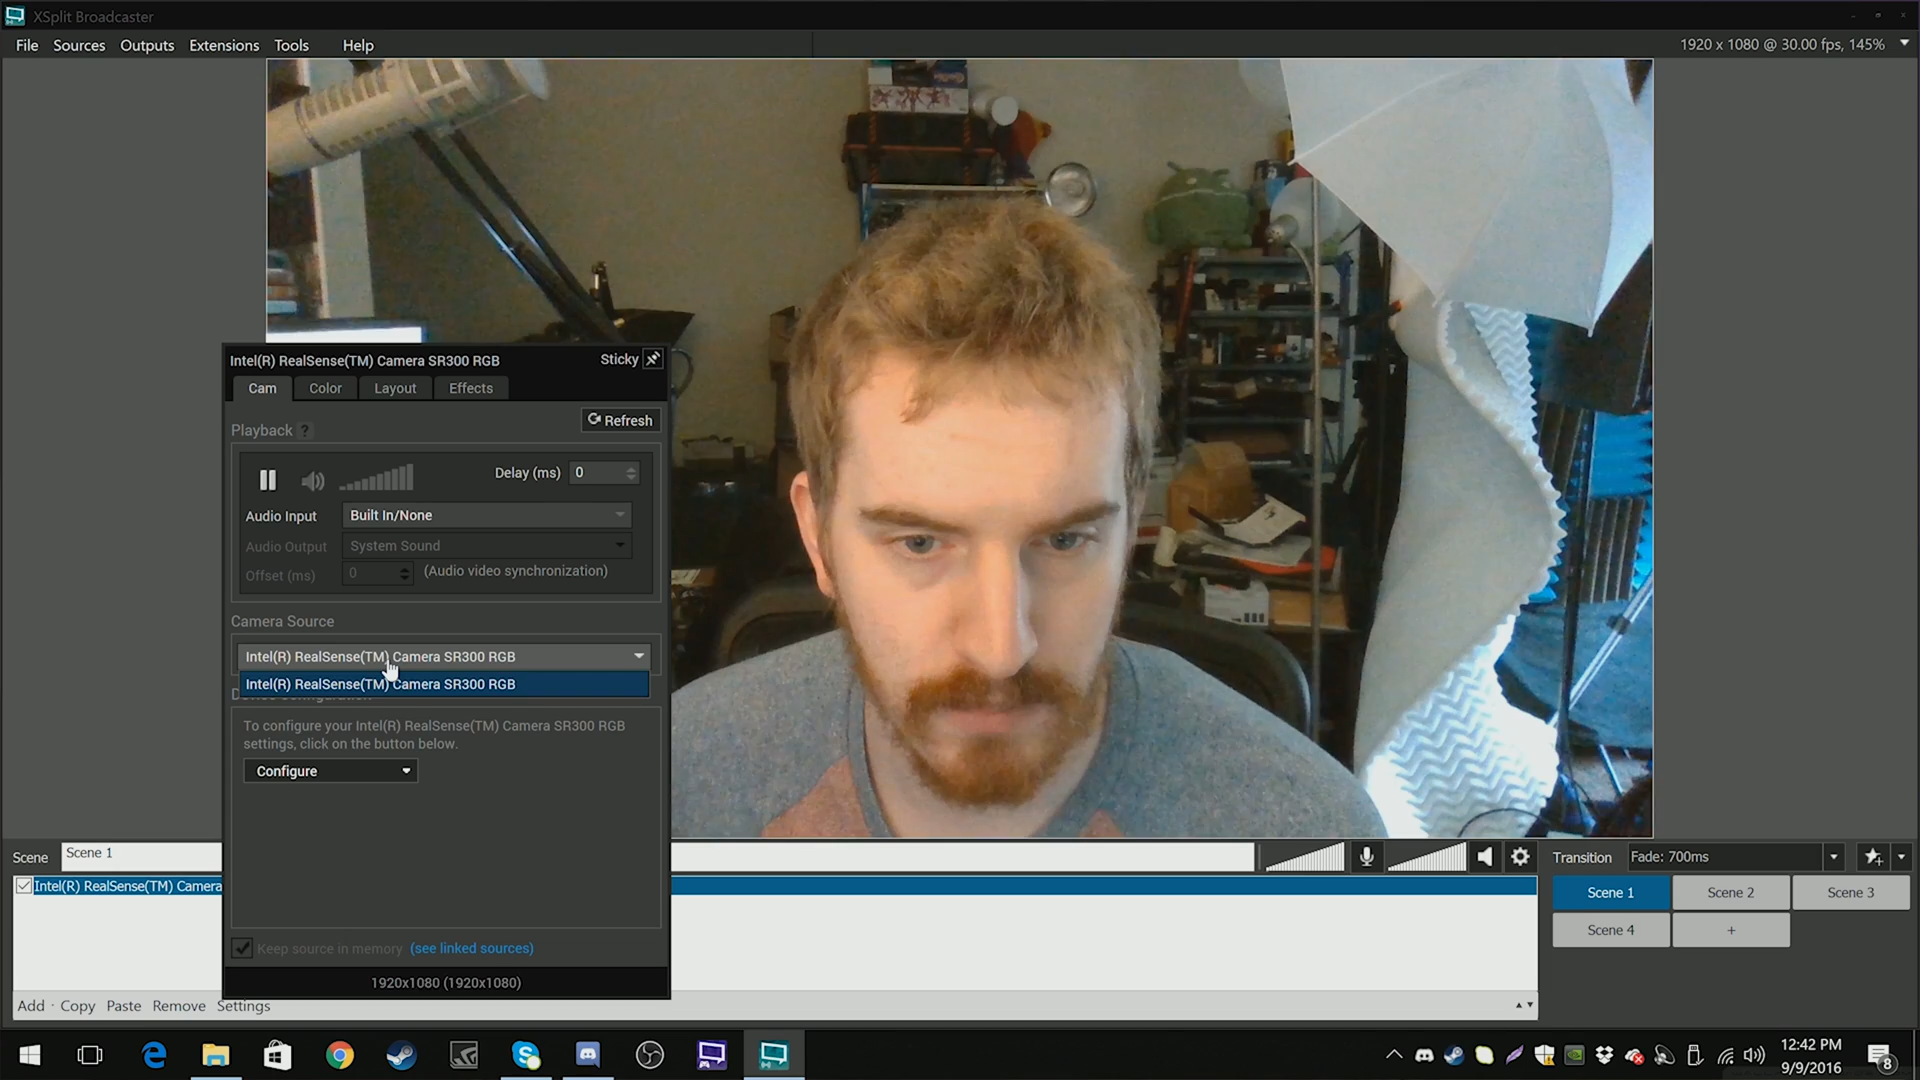 XSplit Broadcaster
File Sources Outputs Extensions Tools Help
1920 x 1080 @ 30.00 fps, 145%
Intel(R) RealSense(TM) Camera SR300 RGB
Sticky
Cam Color Layout Effects
Refresh
Playback ?
Delay (ms) 0
Audio Input Built In/None
Audio Output System Sound
Offset (ms) 0 (Audio video synchronization)
Camera Source
Intel(R) RealSense(TM) Camera SR300 RGB
Intel(R) RealSense(TM) Camera SR300 RGB
To configure your Intel(R) RealSense(TM) Camera SR300 RGB
settings, click on the button below.
Configure
Keep source in memory (see linked sources)
1920x1080 (1920x1080)
Scene Scene 1
Intel(R) RealSense(TM) Camera
Add · Copy Paste Remove Settings
Transition Fade: 700ms
Scene 1 Scene 2 Scene 3
Scene 4 +
12:42 PM
9/9/2016
8